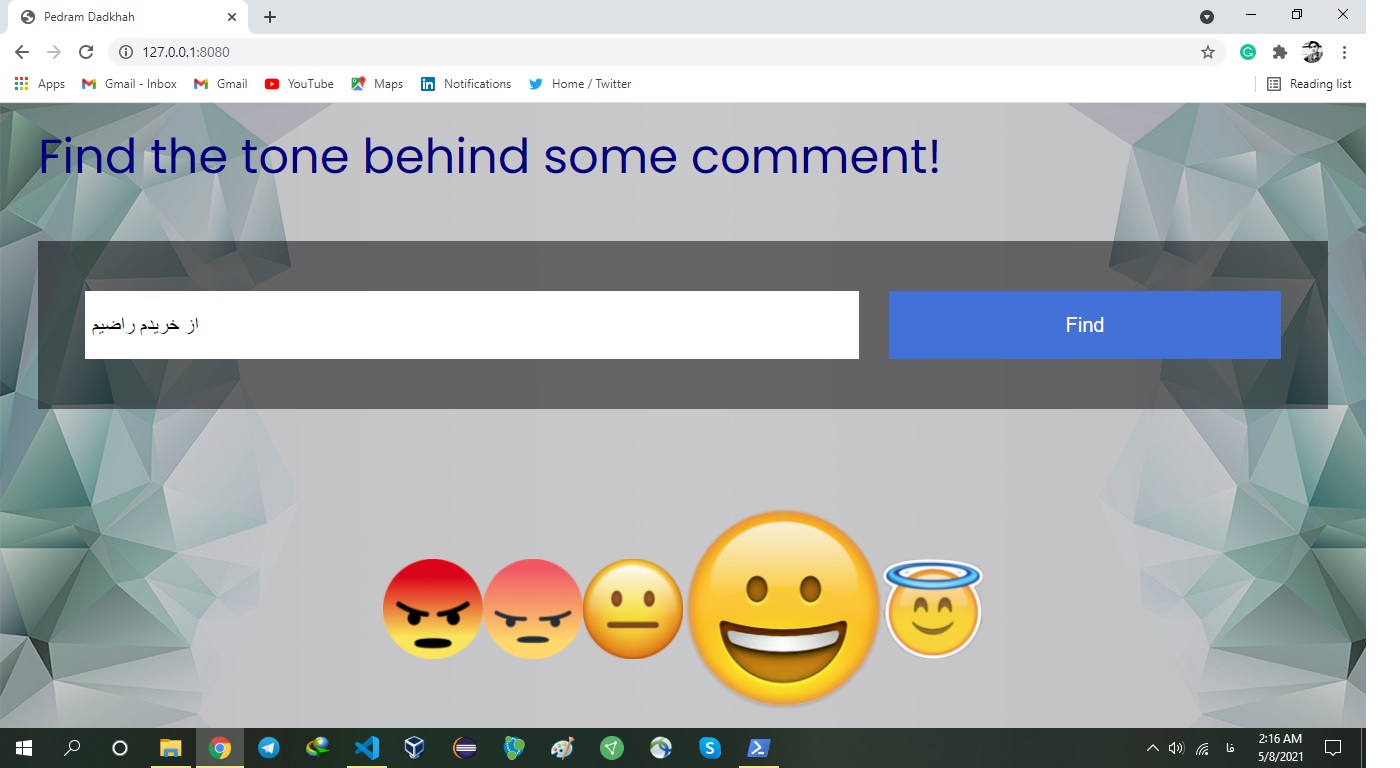 Pedram Dadkhah
127.0.0.1:8080
Apps
Gmail - Inbox
Gmail
YouTube
Maps
Notifications
Home / Twitter
Reading list
Find the tone behind some comment!
از خریدم راضیم
Find
فا
2:16 AM
5/8/2021